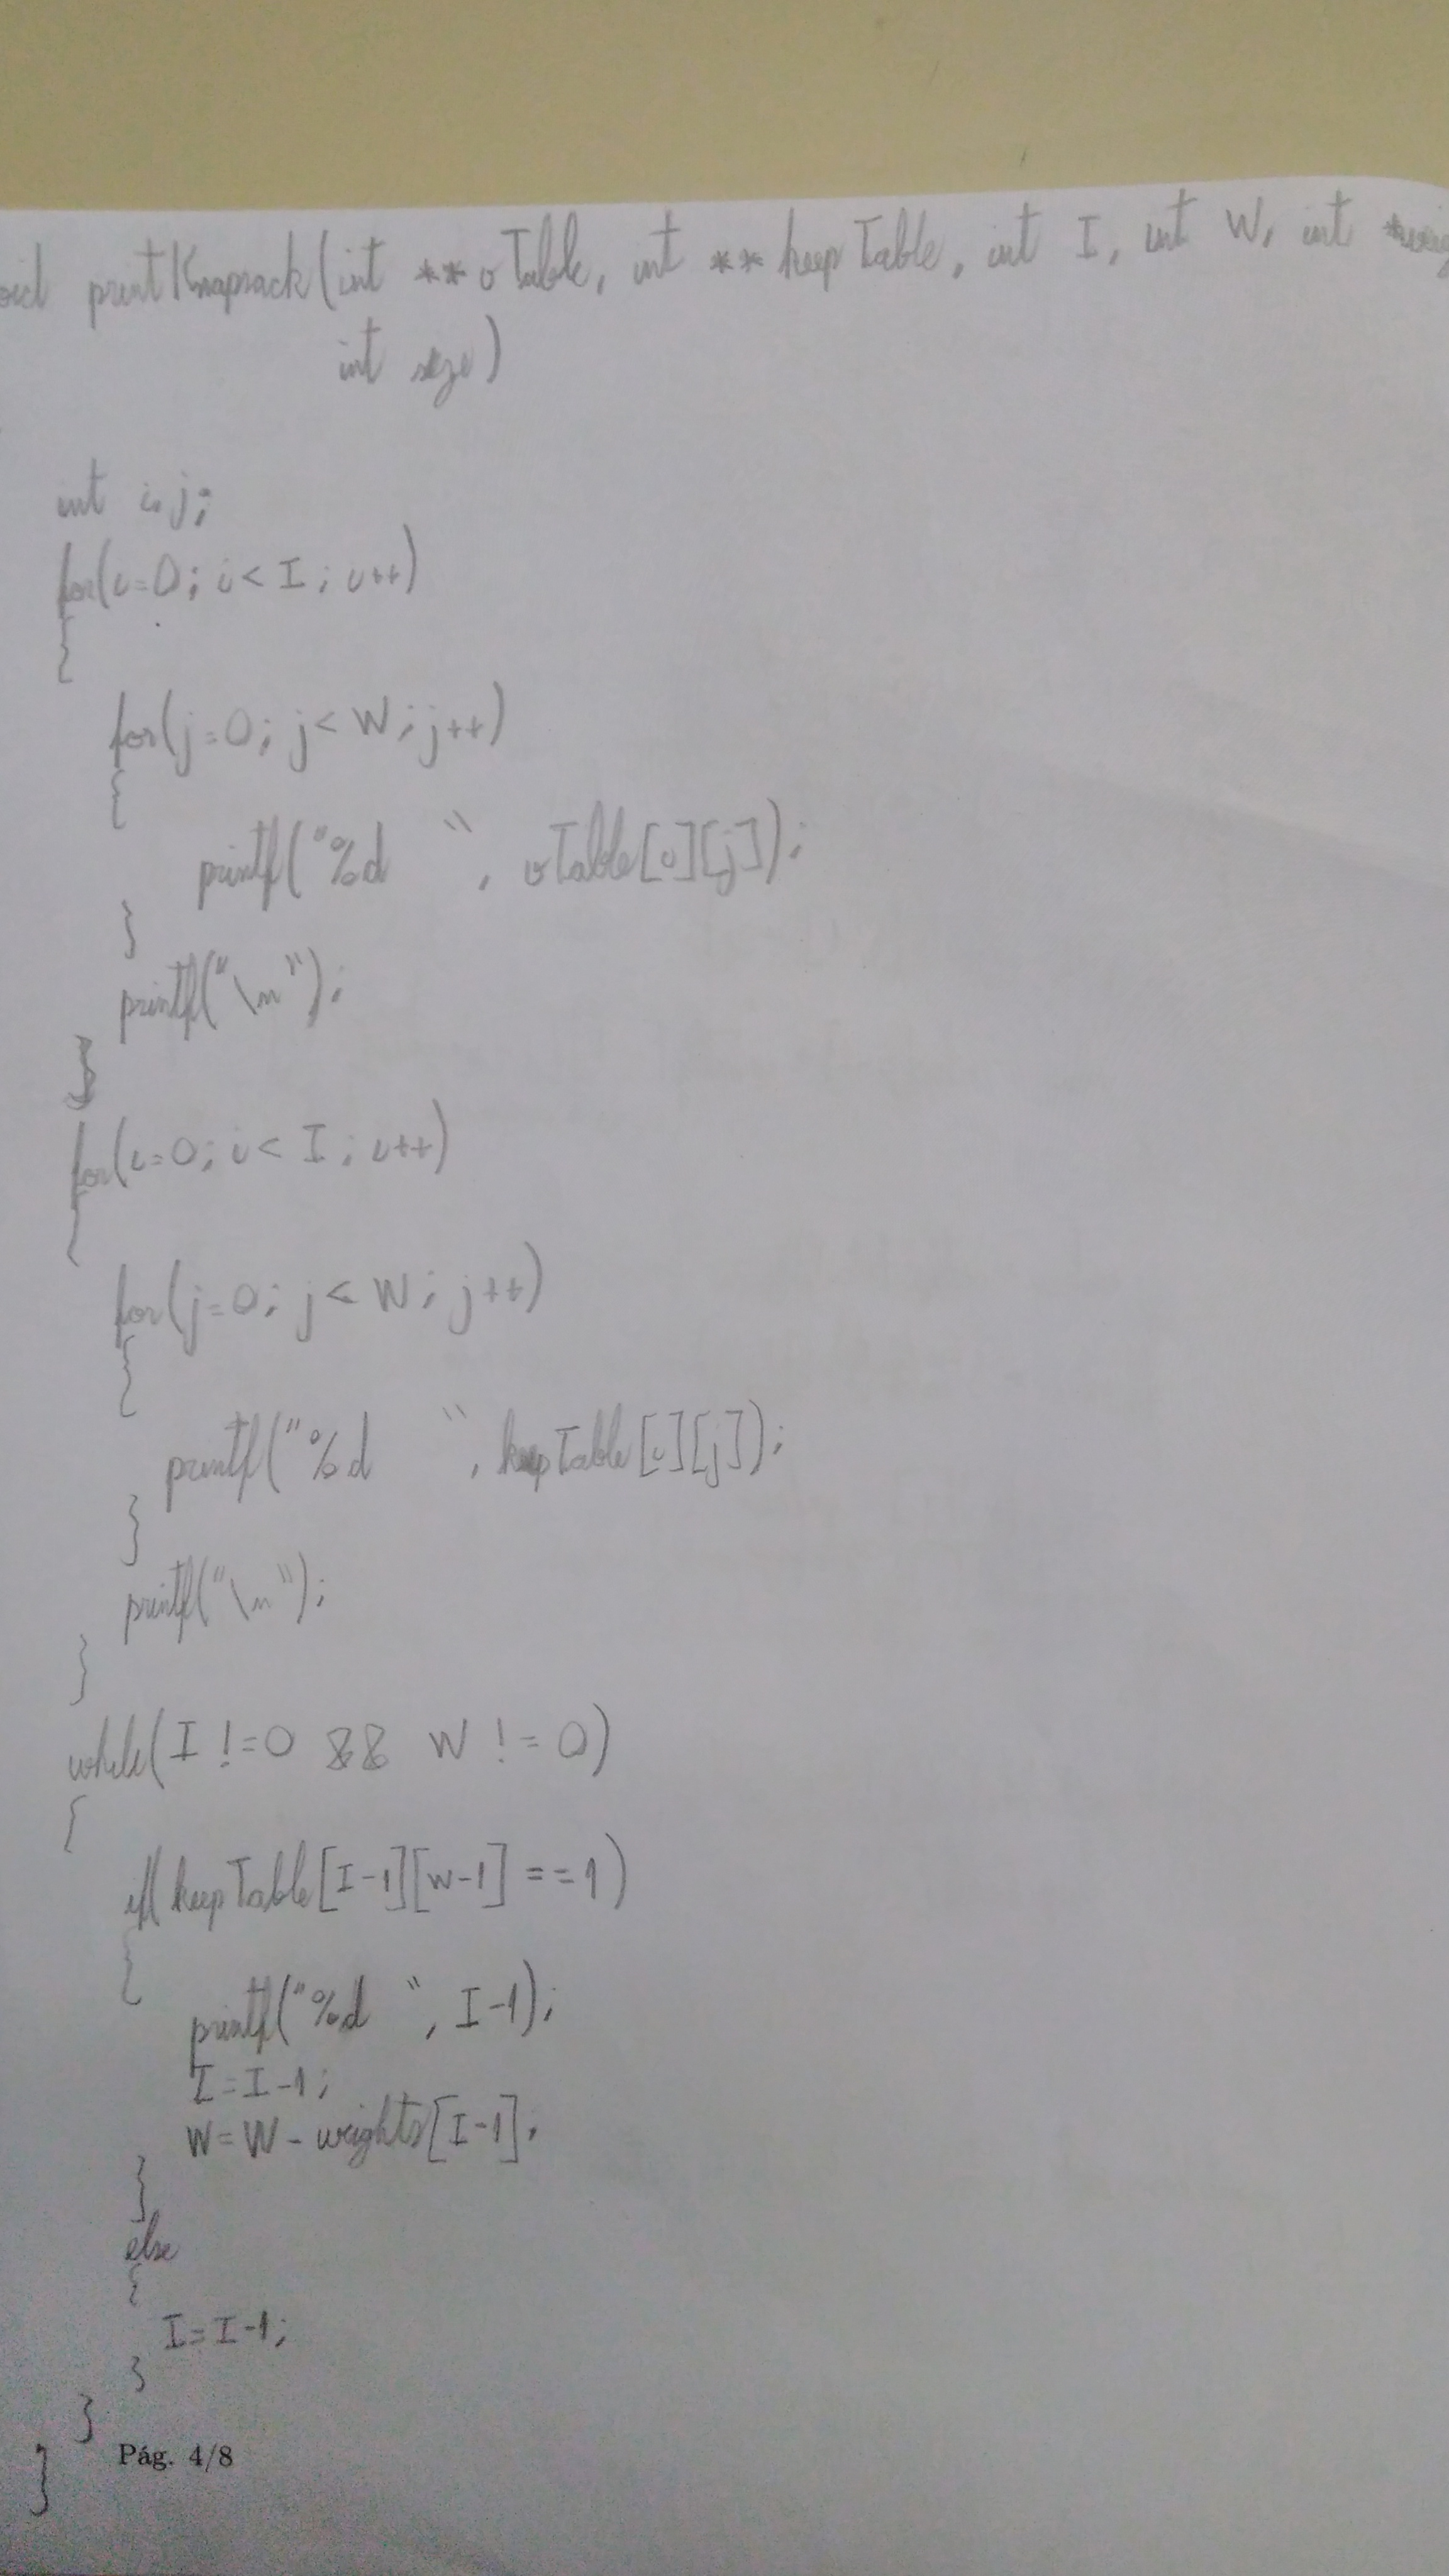 void printKnapsack(int **vTable, int **keepTable, int I, int W, int
int size)
int i, j;
for(i=0; i< I; i++)
{
for(j=0; j< W; j++)
{
printf("%d ", vTable[i][j]);
}
printf("\n");
}
for(i=0; i< I; i++)
{
for(j=0; j< W; j++)
{
printf("%d ", keepTable[i][j]);
}
printf("\n");
}
while(I !=0 && W != 0)
{
if(keepTable[I-1][W-1] ==1)
{
printf("%d ", I-1);
I=I-1;
W=W-weights[I-1];
}
else
{
I=I-1;
}
}
}
Pág. 4/8